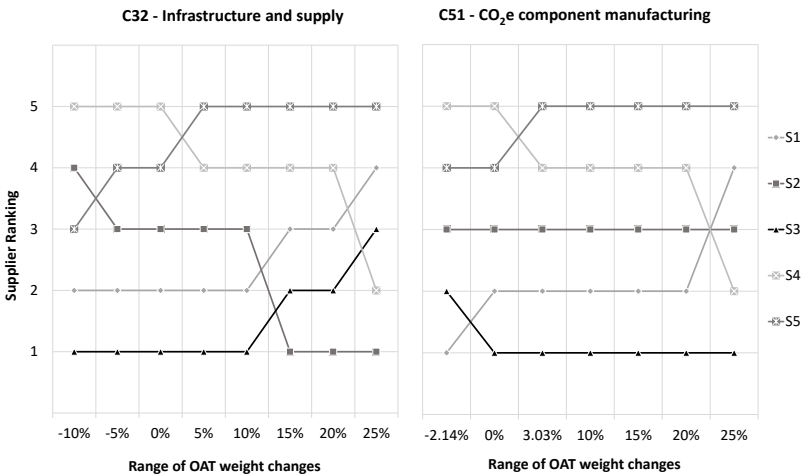 C32 - Infrastructure and supply
C51 - CO₂e component manufacturing
Supplier Ranking
5
4
3
2
1
-10% -5% 0% 5% 10% 15% 20% 25%
Range of OAT weight changes
-2.14% 0% 3.03% 10% 15% 20% 25%
Range of OAT weight changes
S1
S2
S3
S4
S5